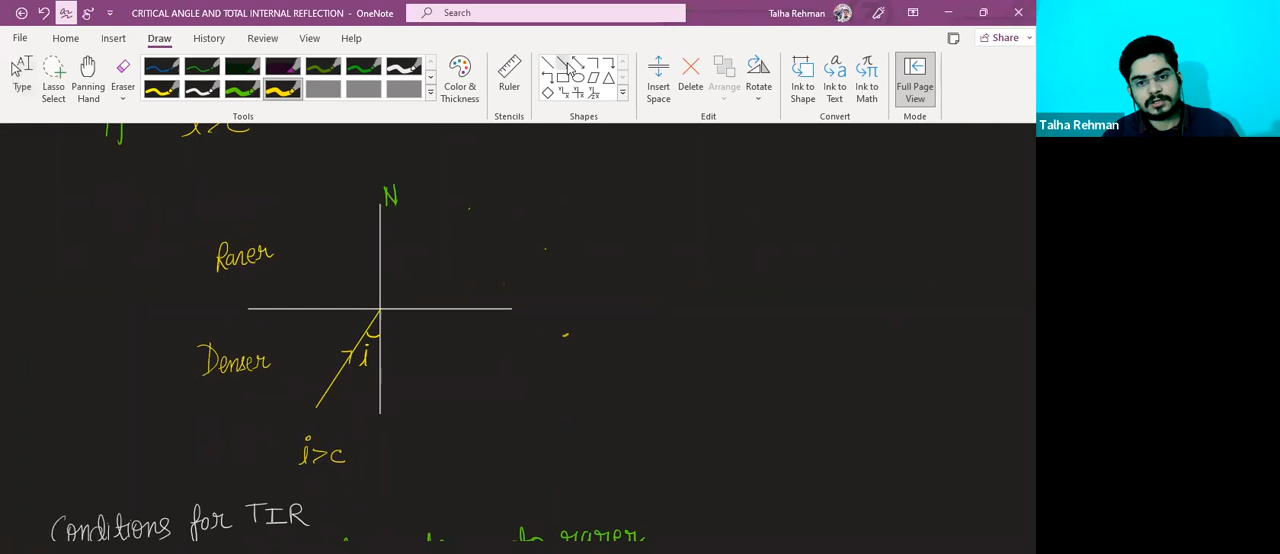 CRITICAL ANGLE AND TOTAL INTERNAL REFLECTION - OneNote
Search
Talha Rehman
File Home Insert Draw History Review View Help
Share
Type
Lasso Select
Panning Hand
Eraser
Color & Thickness
Ruler
Insert Space
Delete
Arrange
Rotate
Ink to Shape
Ink to Text
Ink to Math
Full Page View
Tools
Stencils
Shapes
Edit
Convert
Mode
Talha Rehman
i > c
N
Rarer
Denser
i
i>c
Conditions for TIR
to rarer